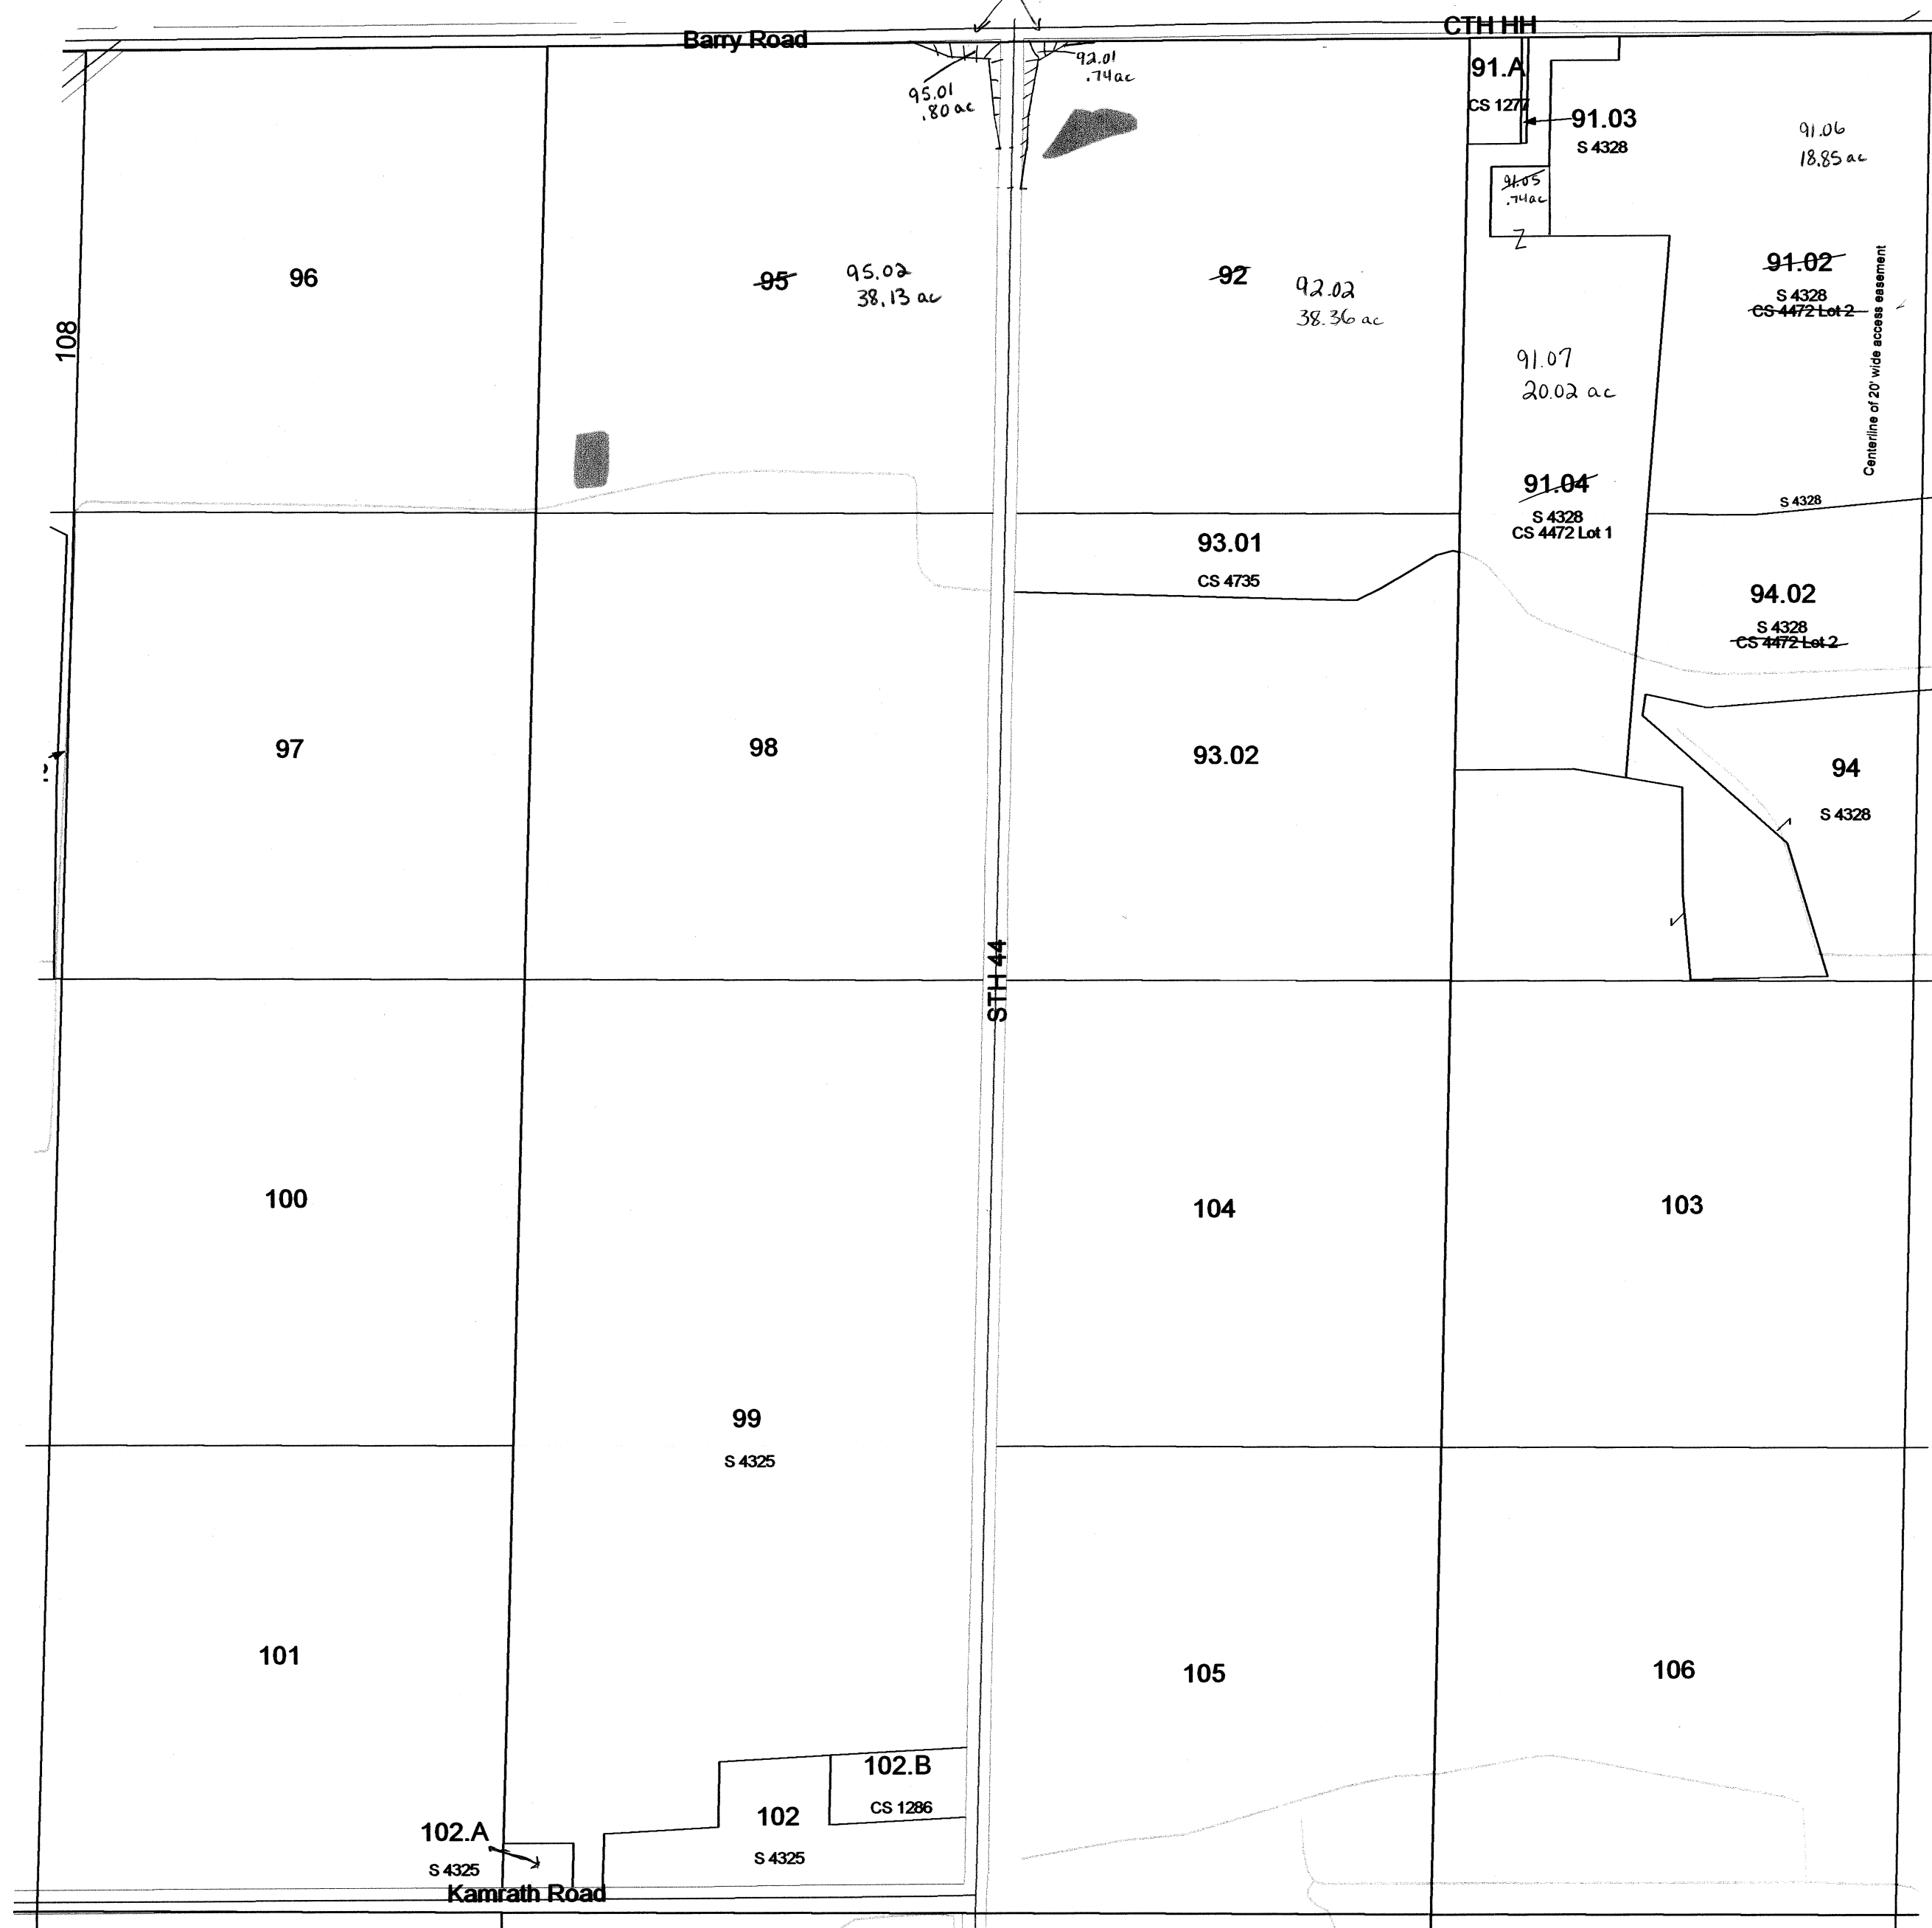 Barry Road
CTH HH
95.01
.80 ac
92.01
.74 ac
91.A
CS 1277
91.03
S 4328
91.06
18.85 ac
91.05
.74 ac
96
95
95.02
38.13 ac
92
92.02
38.36 ac
91.02
S 4328
CS 4472 Lot 2
Centerline of 20' wide access easement
108
91.07
20.02 ac
91.04
S 4328
CS 4472 Lot 1
S 4328
93.01
CS 4735
94.02
S 4328
CS 4472 Lot 2
97
98
93.02
94
S 4328
STH 44
100
104
103
99
S 4325
101
105
106
102.B
CS 1286
102
S 4325
102.A
S 4325
Kamrath Road